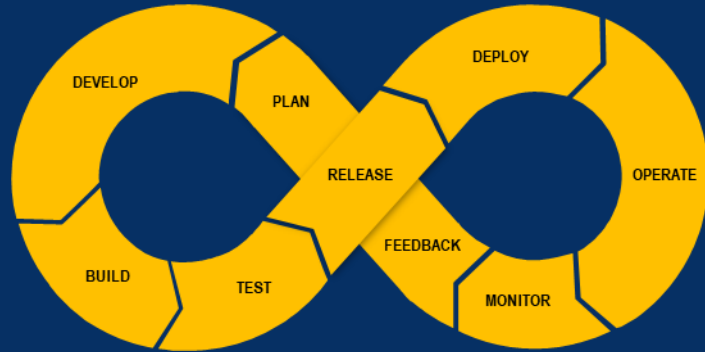 PLAN
DEVELOP
BUILD
TEST
RELEASE
DEPLOY
OPERATE
MONITOR
FEEDBACK